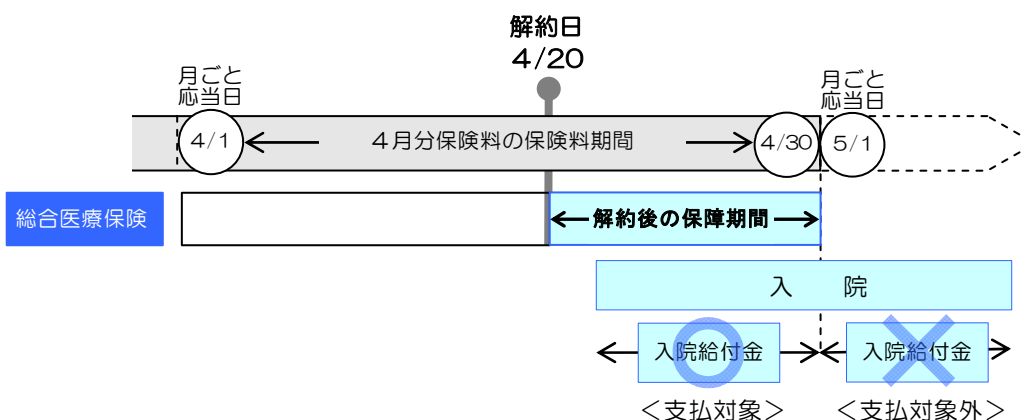 解約日
4/20
月ごと
応当日
月ごと
応当日
4/1
４月分保険料の保険料期間
4/30
5/1
総合医療保険
解約後の保障期間
入　院
入院給付金
入院給付金
＜支払対象＞
＜支払対象外＞